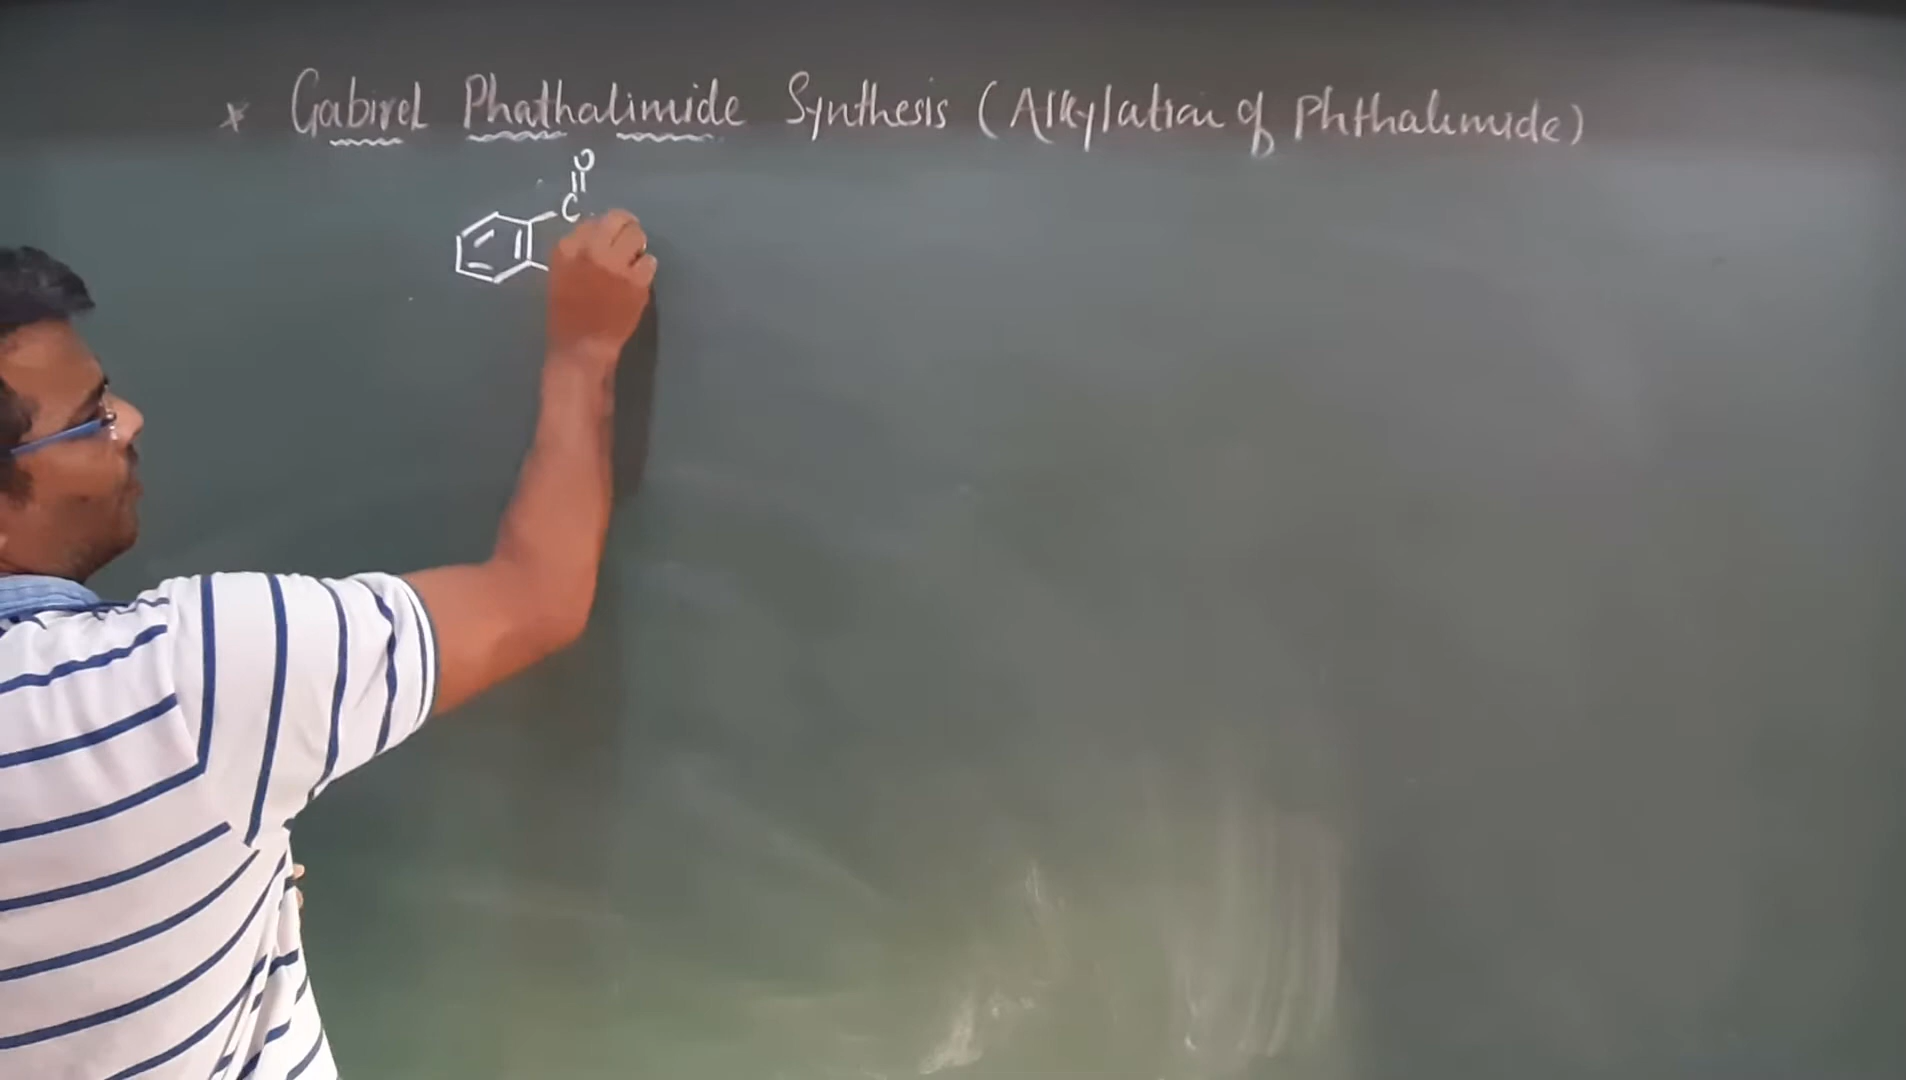 * Gabirel Phathalimide Synthesis (Alkylation of Phthalimide)
O
C